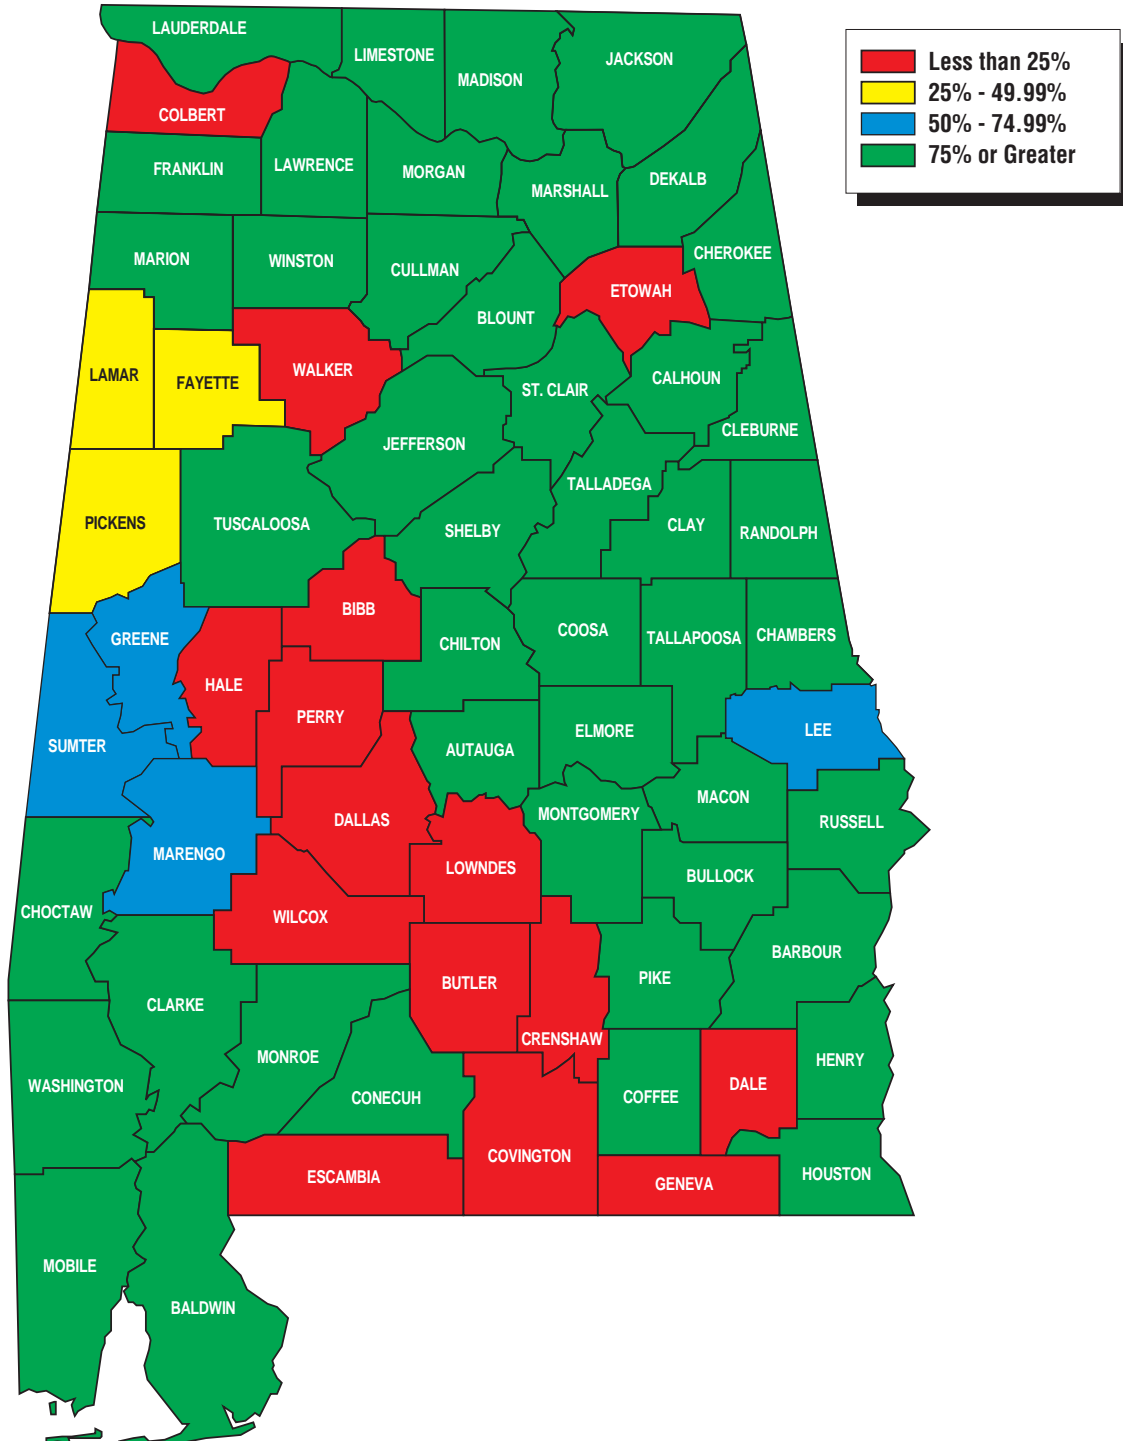 LAUDERDALE
LIMESTONE
MADISON
JACKSON
COLBERT
FRANKLIN
LAWRENCE
MORGAN
MARSHALL
DEKALB
CHEROKEE
MARION
WINSTON
CULLMAN
BLOUNT
ETOWAH
LAMAR
FAYETTE
WALKER
ST. CLAIR
CALHOUN
CLEBURNE
JEFFERSON
TALLADEGA
PICKENS
TUSCALOOSA
SHELBY
CLAY
RANDOLPH
GREENE
BIBB
CHILTON
COOSA
TALLAPOOSA
CHAMBERS
HALE
PERRY
SUMTER
AUTAUGA
ELMORE
LEE
DALLAS
MONTGOMERY
MACON
RUSSELL
MARENGO
LOWNDES
BULLOCK
CHOCTAW
WILCOX
BARBOUR
BUTLER
PIKE
CLARKE
CRENSHAW
MONROE
HENRY
WASHINGTON
CONECUH
COFFEE
DALE
COVINGTON
ESCAMBIA
GENEVA
HOUSTON
MOBILE
BALDWIN
Less than 25%
25% - 49.99%
50% - 74.99%
75% or Greater